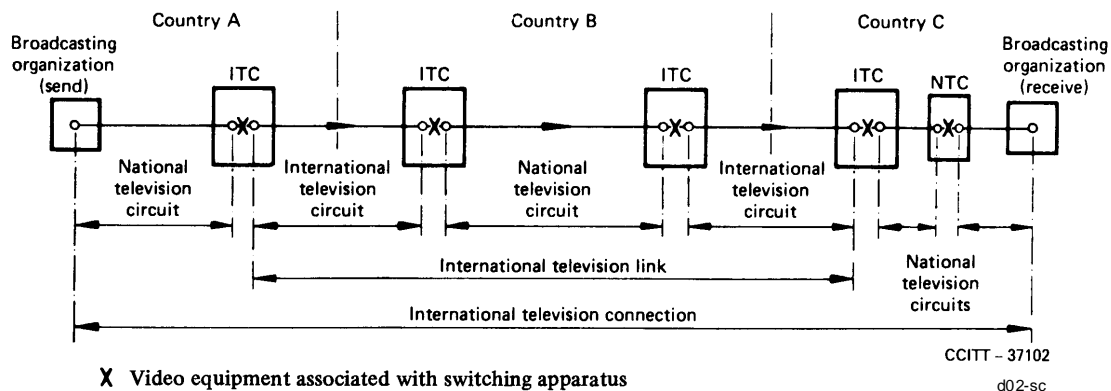 Country A
Country B
Country C
Broadcasting
organization
(send)
ITC
ITC
ITC
ITC
NTC
Broadcasting
organization
(receive)
National
television
circuit
International
television
circuit
National
television
circuit
International
television
circuit
National
television
circuits
International television link
International television connection
CCITT – 37102
X Video equipment associated with switching apparatus
d02-sc